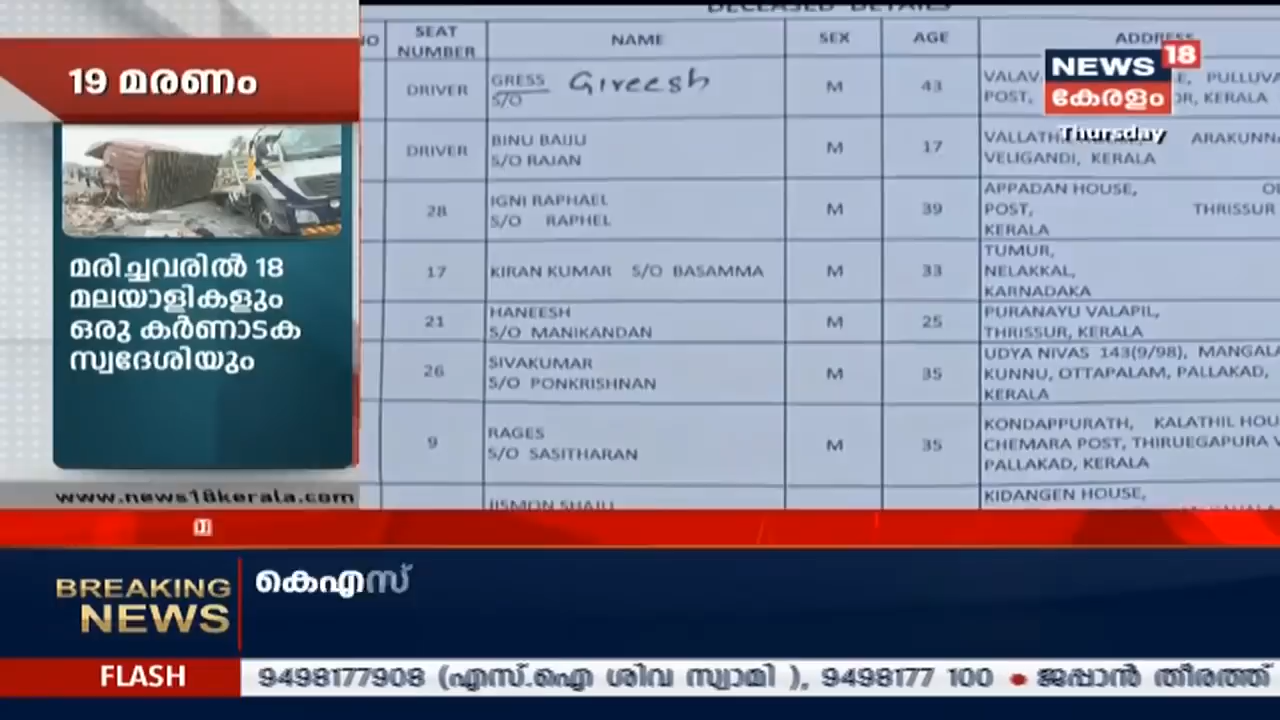 19 മരണം
മരിച്ചവരിൽ 18
മലയാളികളും
ഒരു കർണാടക
സ്വദേശിയും
www.news18kerala.com
DECEASED DETAILS
NO SEAT NUMBER NAME SEX AGE ADDRESS
DRIVER GRESS Gireesh S/O M 43 POST, KERALA
DRIVER BINU BAIJU S/O RAJAN M 17 VELIGANDI, KERALA
28 IGNI RAPHAEL S/O RAPHEL M 39 APPADAN HOUSE, POST, THRISSUR KERALA
17 KIRAN KUMAR S/O BASAMMA M 33 TUMUR, NELAKKAL, KARNADAKA
21 HANEESH S/O MANIKANDAN M 25 PURANAYU VALAPIL, THRISSUR, KERALA
26 SIVAKUMAR S/O PONKRISHNAN M 35 UDYA NIVAS 143(9/98), MANGALA KUNNU, OTTAPALAM, PALLAKAD, KERALA
9 RAGES S/O SASITHARAN M 35 KONDAPPURATH, KALATHIL HOU CHEMARA POST, THIRUEGAPURA V PALLAKAD, KERALA
KIDANGEN HOUSE,
NEWS 18
കേരളം
Thursday
BREAKING
NEWS
കെഎസ്
FLASH
9498177908 (എസ്.ഐ ശിവ സ്വാമി ), 9498177 100 • ജപ്പാൻ തീരത്ത്